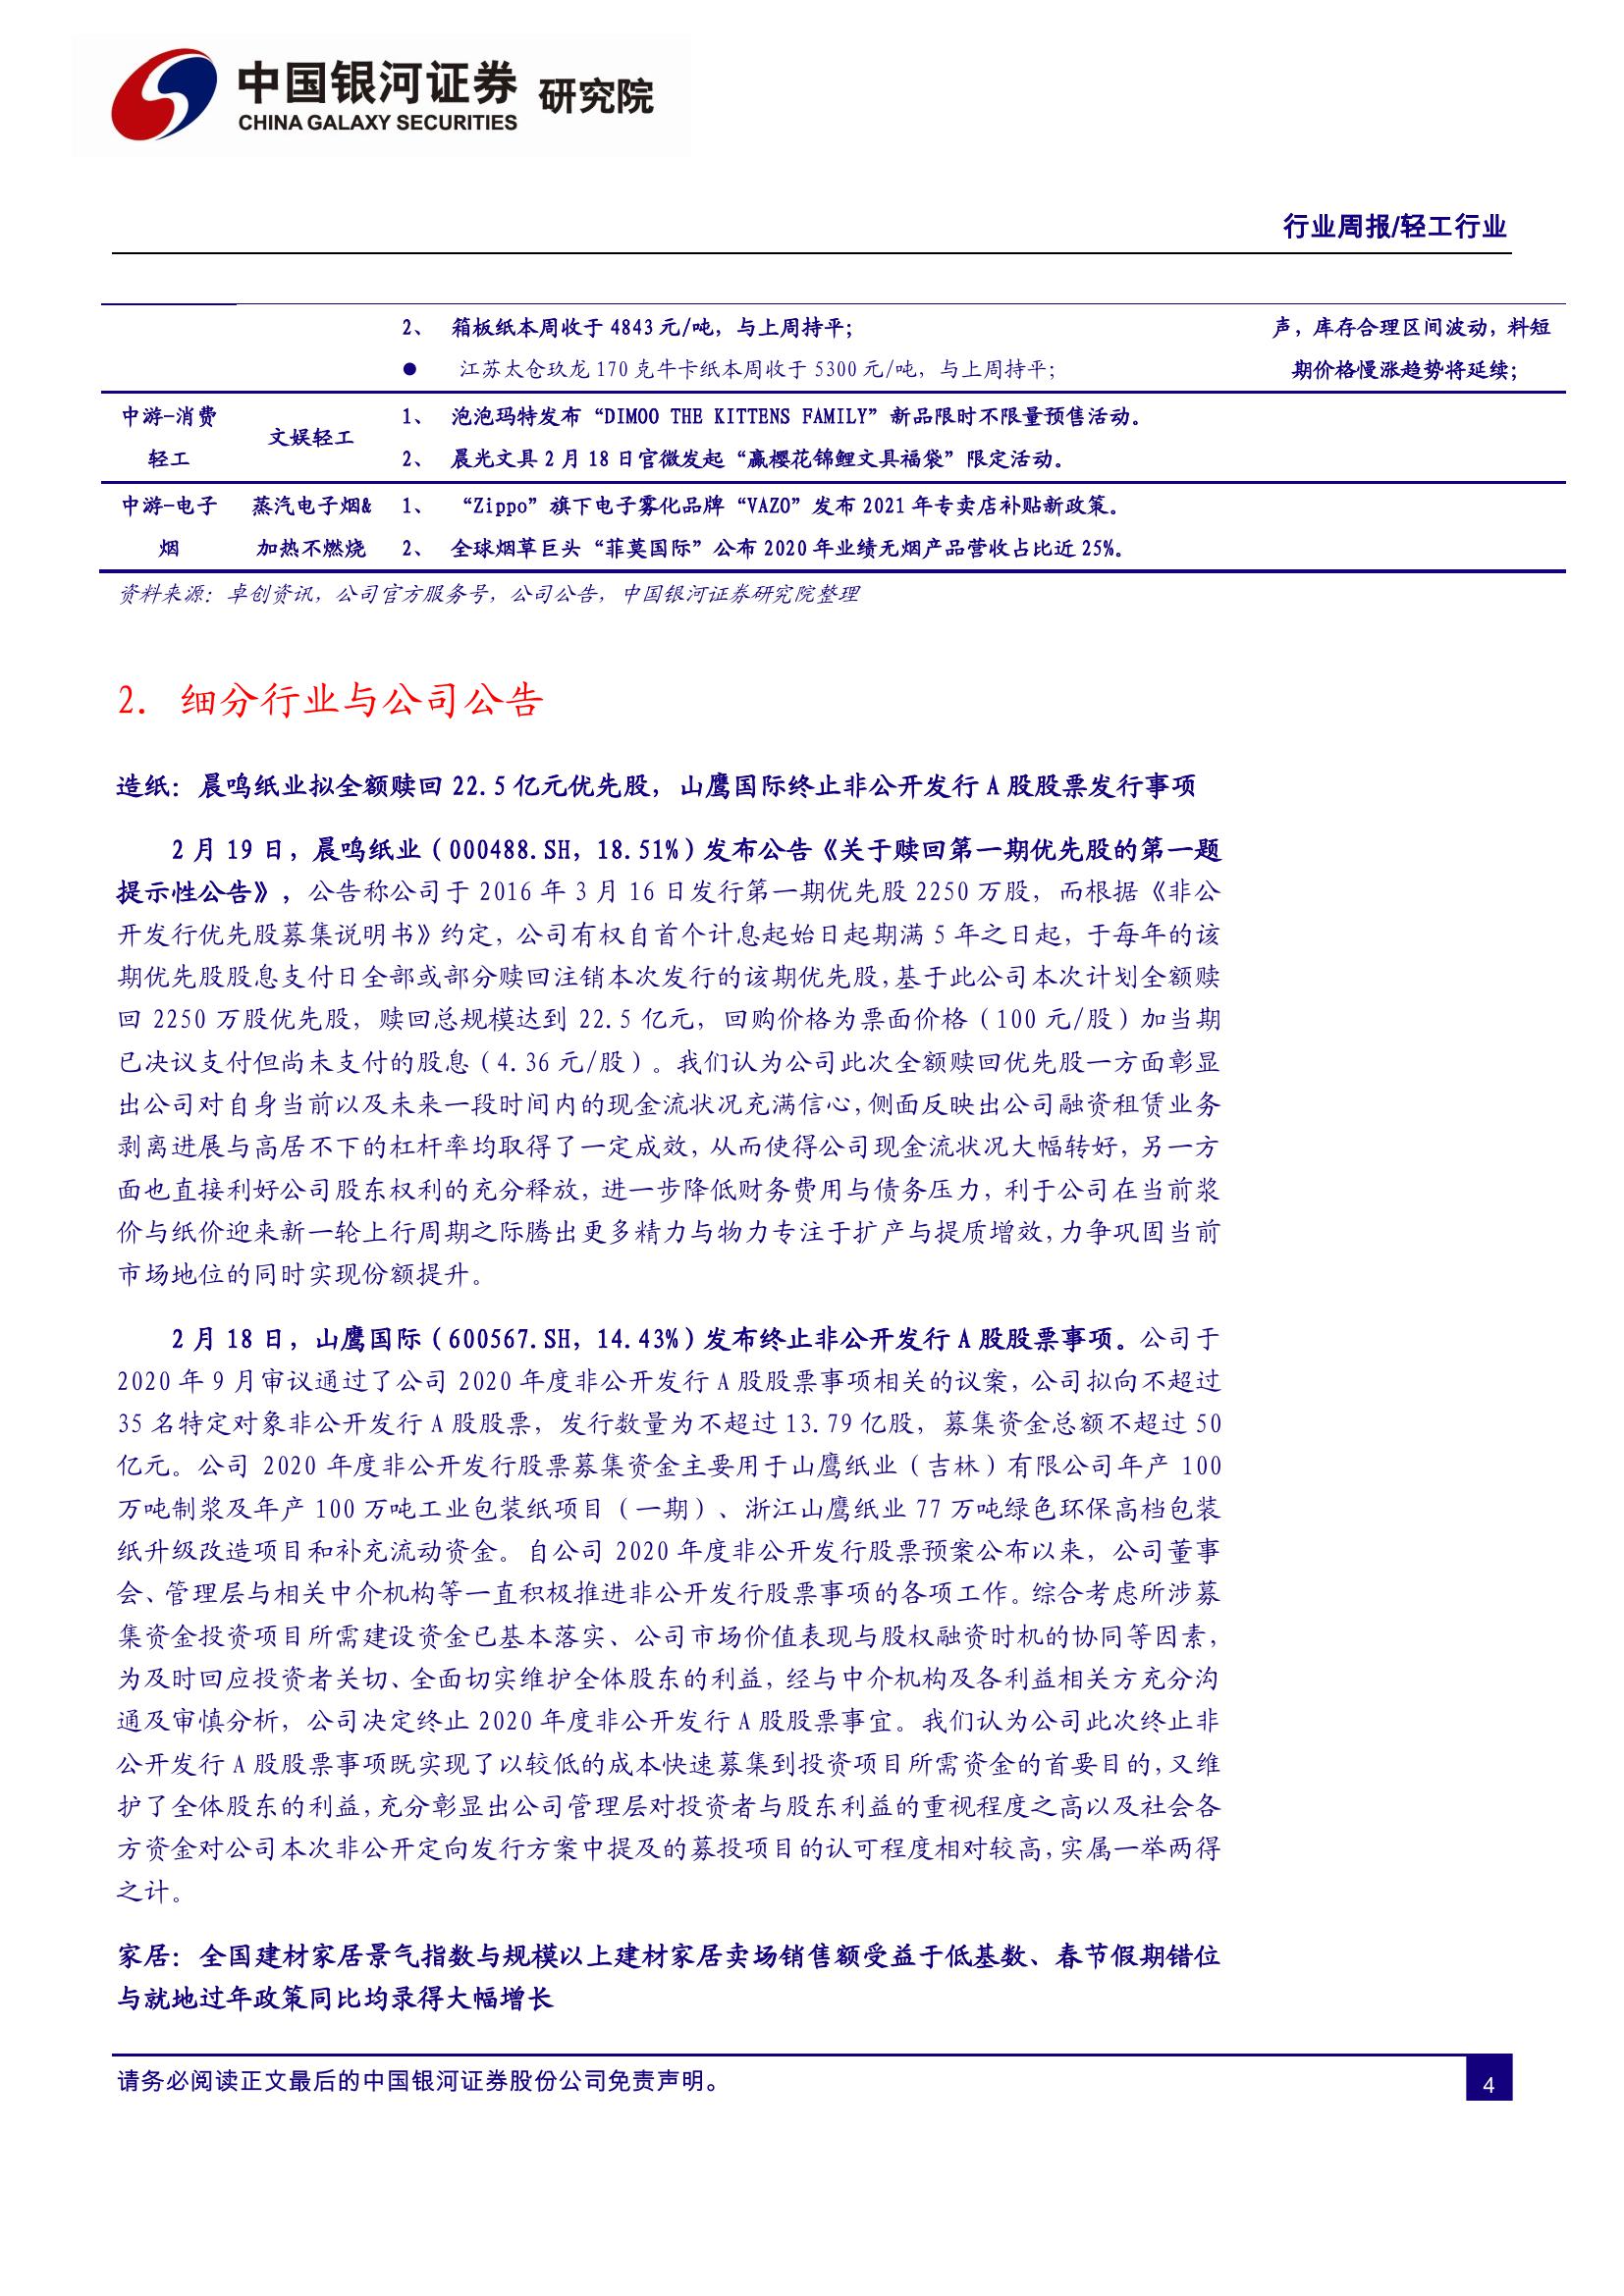 中国银河证券 研究院
CHINA GALAXY SECURITIES
行业周报/轻工行业
2、 箱板纸本周收于 4843 元/吨，与上周持平； 声，库存合理区间波动，料短
● 江苏太仓玖龙 170 克牛卡纸本周收于 5300 元/吨，与上周持平； 期价格慢涨趋势将延续；
中游-消费 1、 泡泡玛特发布“DIMOO THE KITTENS FAMILY”新品限时不限量预售活动。
文娱轻工
轻工 2、 晨光文具 2 月 18 日官微发起“赢樱花锦鲤文具福袋”限定活动。
中游-电子 蒸汽电子烟& 1、 “Zippo”旗下电子雾化品牌“VAZO”发布 2021 年专卖店补贴新政策。
烟 加热不燃烧 2、 全球烟草巨头“菲莫国际”公布 2020 年业绩无烟产品营收占比近 25%。
资料来源：卓创资讯，公司官方服务号，公司公告，中国银河证券研究院整理
2. 细分行业与公司公告
造纸：晨鸣纸业拟全额赎回 22.5 亿元优先股，山鹰国际终止非公开发行 A 股股票发行事项
2 月 19 日，晨鸣纸业（000488.SH，18.51%）发布公告《关于赎回第一期优先股的第一题
提示性公告》，公告称公司于 2016 年 3 月 16 日发行第一期优先股 2250 万股，而根据《非公
开发行优先股募集说明书》约定，公司有权自首个计息起始日起期满 5 年之日起，于每年的该
期优先股股息支付日全部或部分赎回注销本次发行的该期优先股，基于此公司本次计划全额赎
回 2250 万股优先股，赎回总规模达到 22.5 亿元，回购价格为票面价格（100 元/股）加当期
已决议支付但尚未支付的股息（4.36 元/股）。我们认为公司此次全额赎回优先股一方面彰显
出公司对自身当前以及未来一段时间内的现金流状况充满信心，侧面反映出公司融资租赁业务
剥离进展与高居不下的杠杆率均取得了一定成效，从而使得公司现金流状况大幅转好，另一方
面也直接利好公司股东权利的充分释放，进一步降低财务费用与债务压力，利于公司在当前浆
价与纸价迎来新一轮上行周期之际腾出更多精力与物力专注于扩产与提质增效，力争巩固当前
市场地位的同时实现份额提升。
2 月 18 日，山鹰国际（600567.SH，14.43%）发布终止非公开发行 A 股股票事项。公司于
2020 年 9 月审议通过了公司 2020 年度非公开发行 A 股股票事项相关的议案，公司拟向不超过
35 名特定对象非公开发行 A 股股票，发行数量为不超过 13.79 亿股，募集资金总额不超过 50
亿元。公司 2020 年度非公开发行股票募集资金主要用于山鹰纸业（吉林）有限公司年产 100
万吨制浆及年产 100 万吨工业包装纸项目（一期）、浙江山鹰纸业 77 万吨绿色环保高档包装
纸升级改造项目和补充流动资金。自公司 2020 年度非公开发行股票预案公布以来，公司董事
会、管理层与相关中介机构等一直积极推进非公开发行股票事项的各项工作。综合考虑所涉募
集资金投资项目所需建设资金已基本落实、公司市场价值表现与股权融资时机的协同等因素，
为及时回应投资者关切、全面切实维护全体股东的利益，经与中介机构及各利益相关方充分沟
通及审慎分析，公司决定终止 2020 年度非公开发行 A 股股票事宜。我们认为公司此次终止非
公开发行 A 股股票事项既实现了以较低的成本快速募集到投资项目所需资金的首要目的，又维
护了全体股东的利益，充分彰显出公司管理层对投资者与股东利益的重视程度之高以及社会各
方资金对公司本次非公开定向发行方案中提及的募投项目的认可程度相对较高，实属一举两得
之计。
家居：全国建材家居景气指数与规模以上建材家居卖场销售额受益于低基数、春节假期错位
与就地过年政策同比均录得大幅增长
请务必阅读正文最后的中国银河证券股份公司免责声明。
4